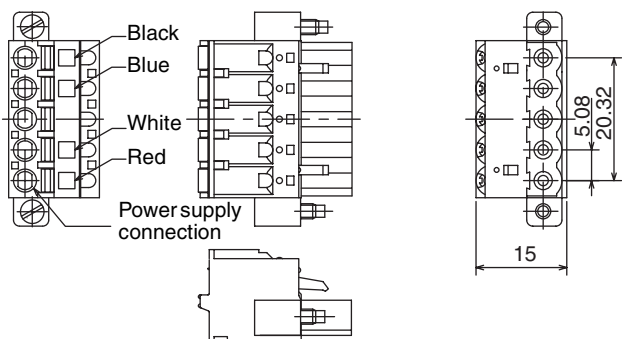 Black
Blue
White
Red
Power supply
connection
5.08
20.32
15